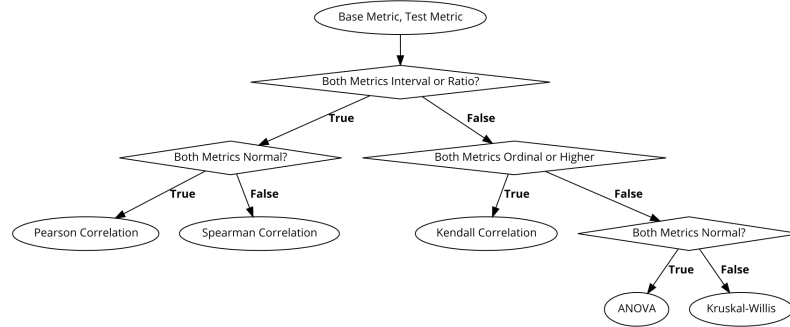 Base Metric, Test Metric
Both Metrics Interval or Ratio?
True
False
Both Metrics Normal?
Both Metrics Ordinal or Higher
True
False
True
False
Pearson Correlation
Spearman Correlation
Kendall Correlation
Both Metrics Normal?
True
False
ANOVA
Kruskal-Willis